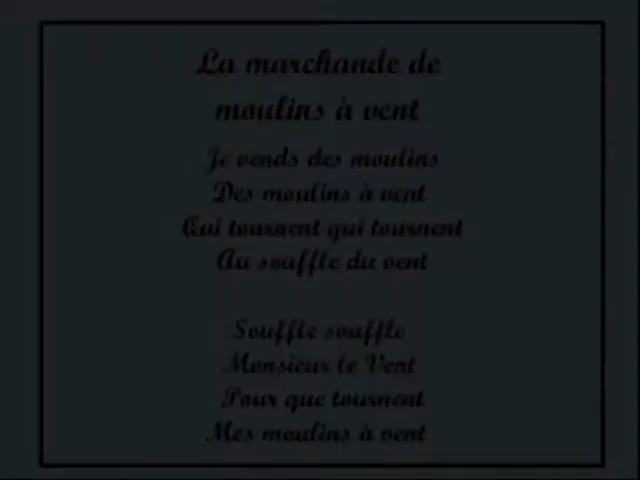 La marchande de
moulins à vent
Je vends des moulins
Des moulins à vent
Qui tournent qui tournent
Au souffle du vent
Souffle souffle
Monsieur le Vent
Pour que tournent
Mes moulins à vent